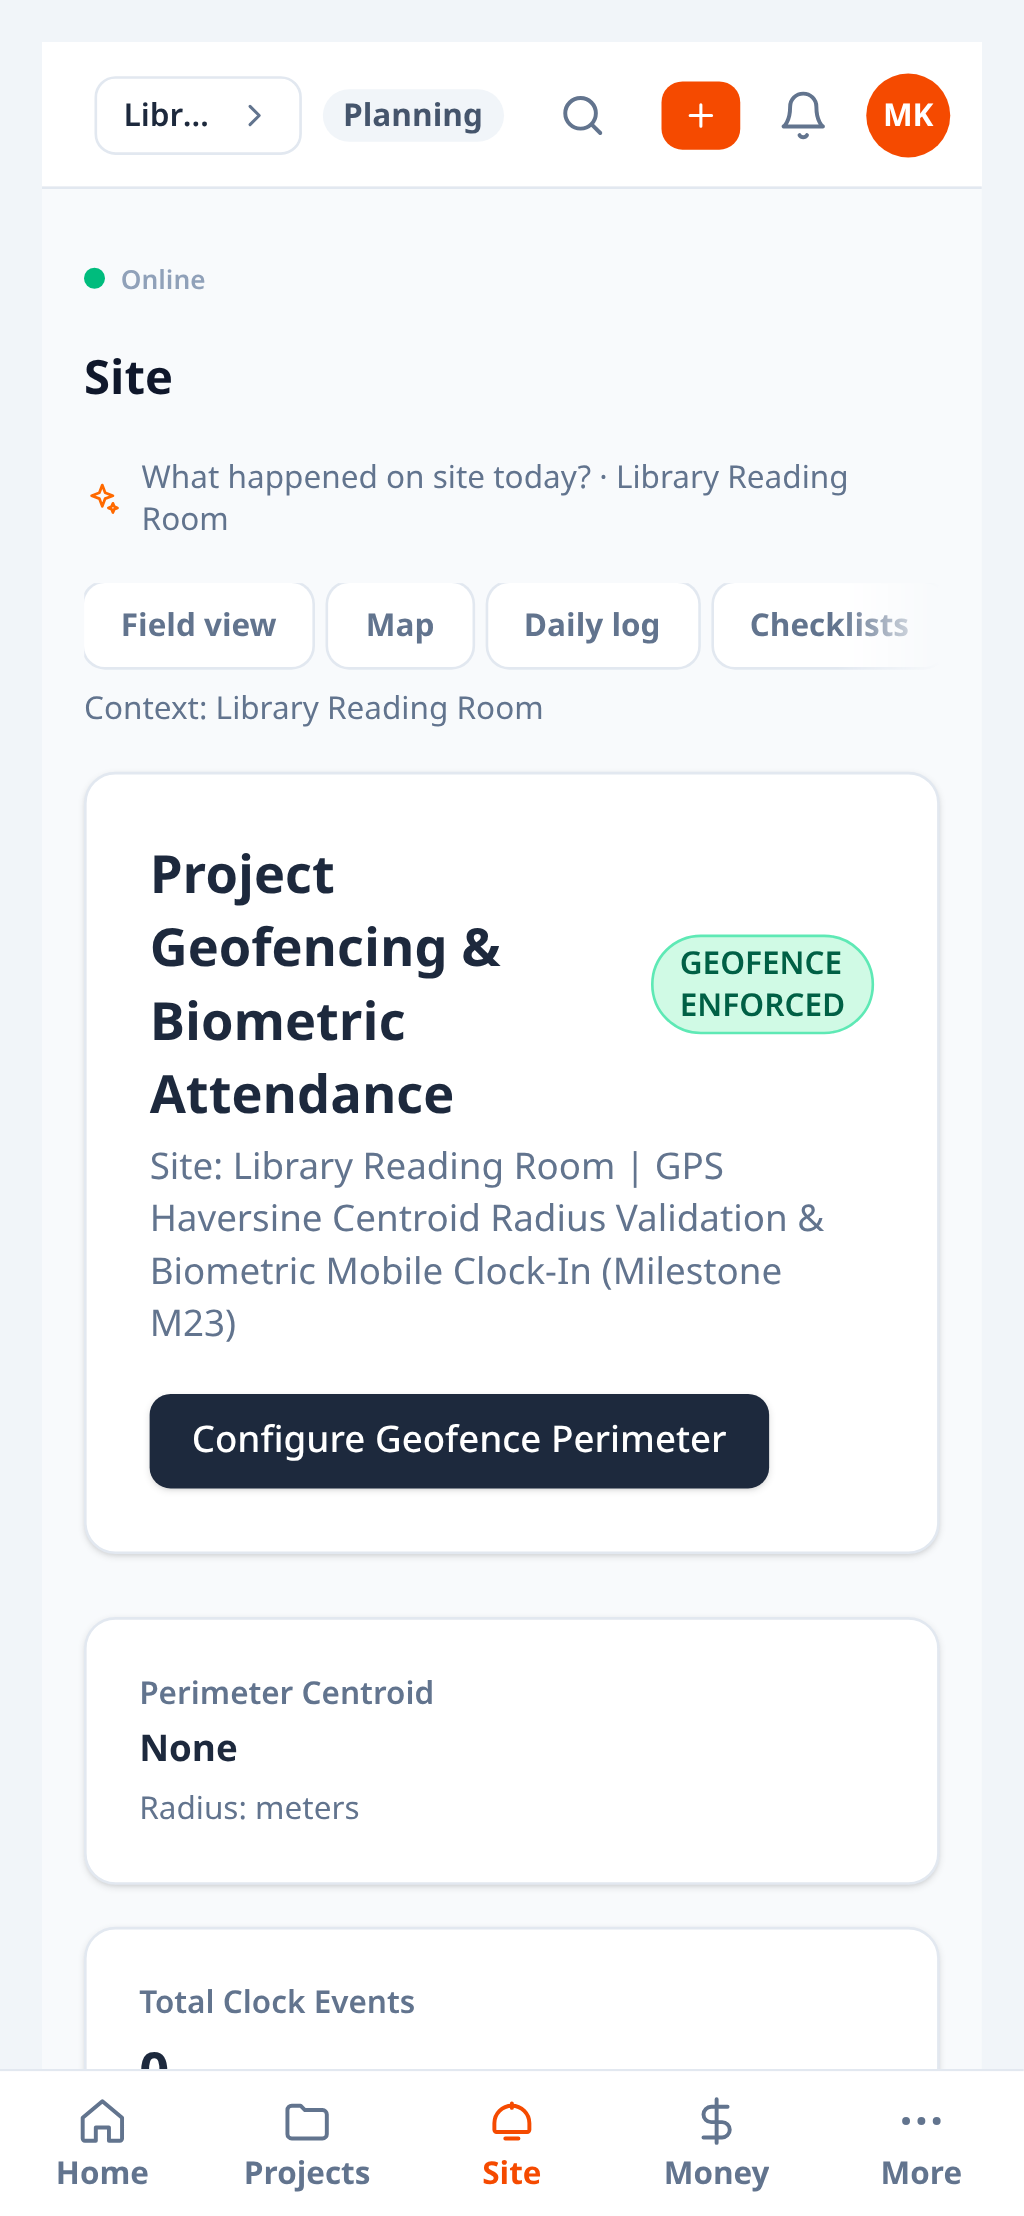 Libr...
Planning
MK
Online
Site
What happened on site today? · Library Reading
Room
Field view
Map
Daily log
Checklists
Context: Library Reading Room
Project
Geofencing &
Biometric
Attendance
GEOFENCE
ENFORCED
Site: Library Reading Room | GPS
Haversine Centroid Radius Validation &
Biometric Mobile Clock-In (Milestone
M23)
Configure Geofence Perimeter
Perimeter Centroid
None
Radius: meters
Total Clock Events
0
Home
Projects
Site
Money
More